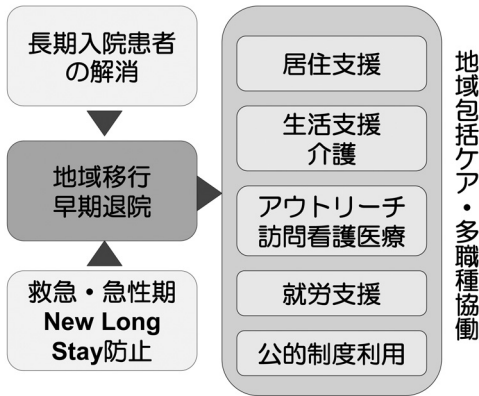 長期入院患者
の解消
地域移行
早期退院
救急・急性期
New Long
Stay防止
居住支援
生活支援
介護
アウトリーチ
訪問看護医療
就労支援
公的制度利用
地域包括ケア・多職種協働